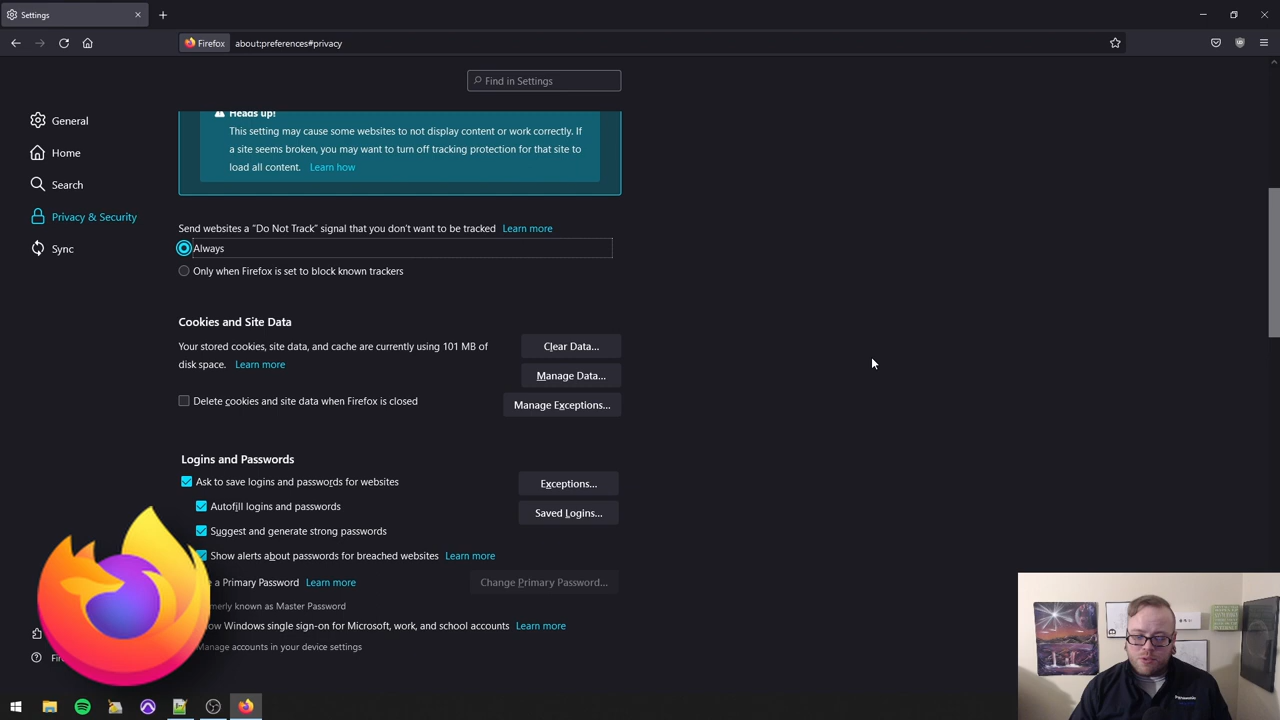 Settings
Firefox
about:preferences#privacy
Find in Settings
General
Home
Search
Privacy & Security
Sync
Heads up!
This setting may cause some websites to not display content or work correctly. If
a site seems broken, you may want to turn off tracking protection for that site to
load all content. Learn how
Send websites a "Do Not Track" signal that you don't want to be tracked Learn more
Always
Only when Firefox is set to block known trackers
Cookies and Site Data
Your stored cookies, site data, and cache are currently using 101 MB of
disk space. Learn more
Clear Data...
Manage Data...
Delete cookies and site data when Firefox is closed
Manage Exceptions...
Logins and Passwords
Ask to save logins and passwords for websites
Exceptions...
Autofill logins and passwords
Saved Logins...
Suggest and generate strong passwords
Show alerts about passwords for breached websites Learn more
a Primary Password Learn more
Change Primary Password...
merly known as Master Password
ow Windows single sign-on for Microsoft, work, and school accounts Learn more
Manage accounts in your device settings